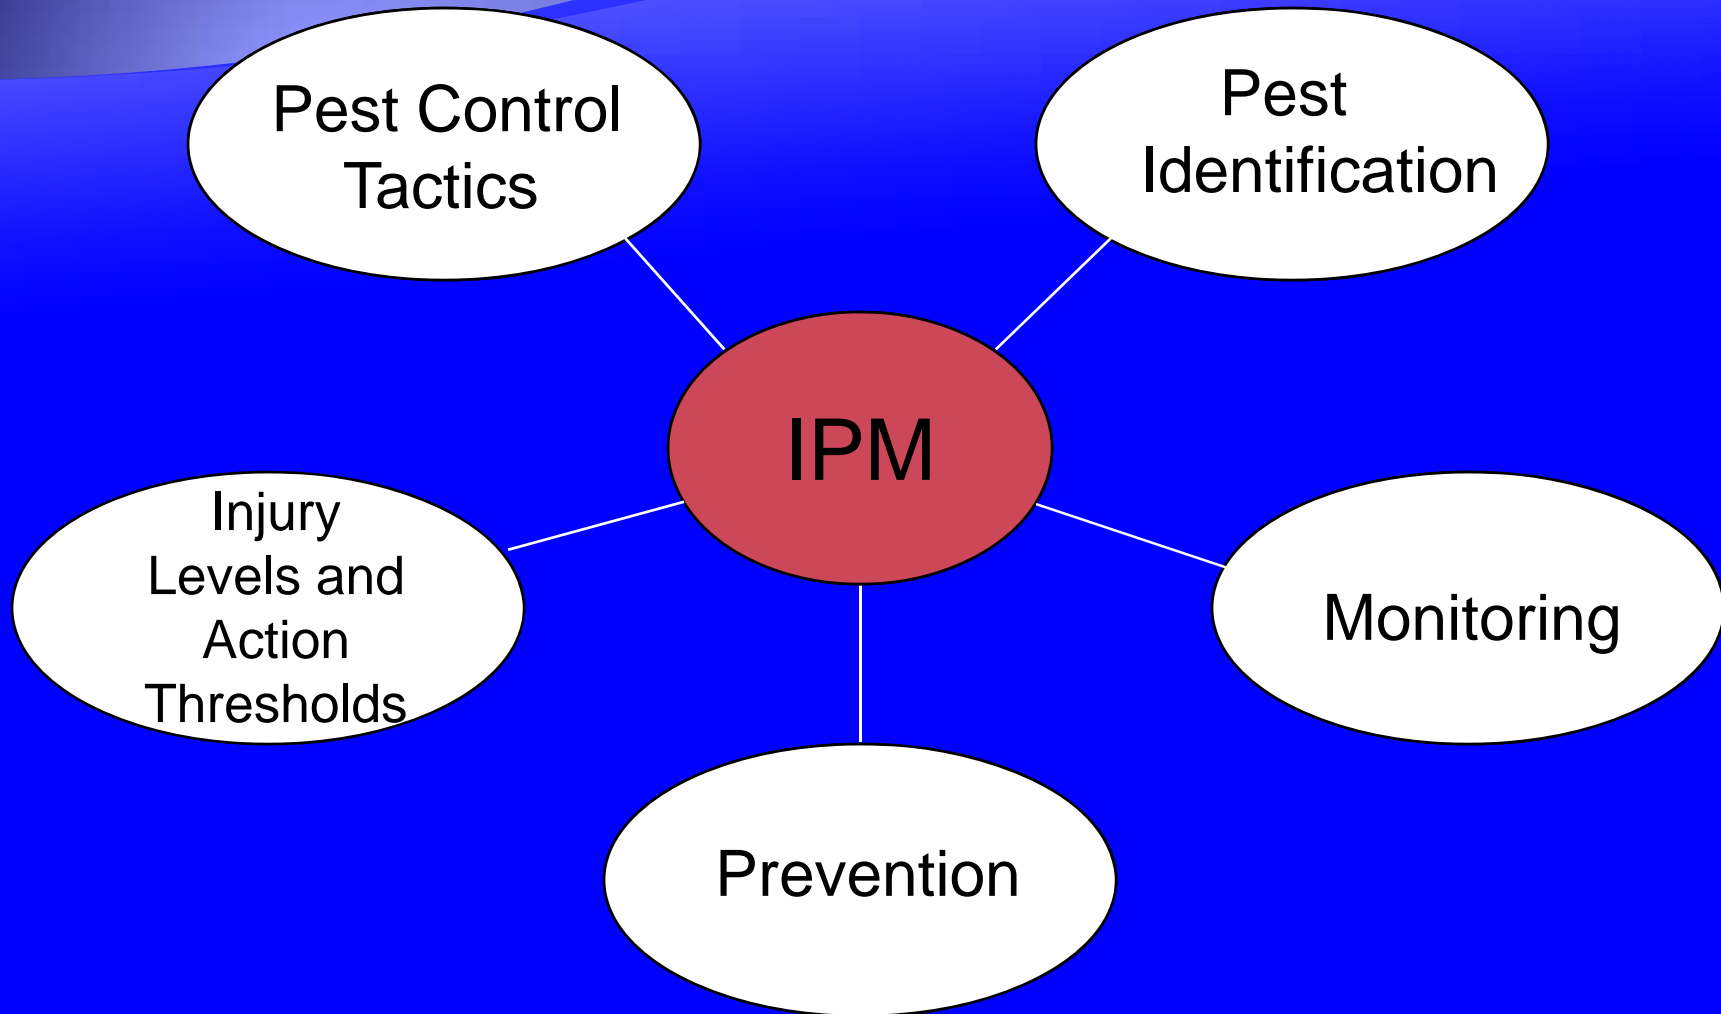 Pest Control
Tactics
Pest
Identification
IPM
Injury
Levels and
Action
Thresholds
Monitoring
Prevention